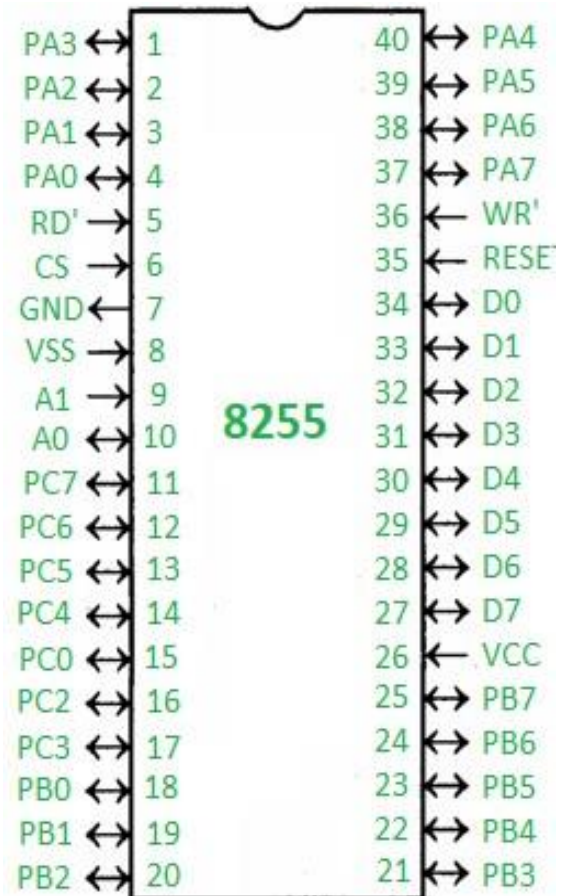 PA3 1 40 PA4
PA2 2 39 PA5
PA1 3 38 PA6
PA0 4 37 PA7
RD' 5 36 WR'
CS 6 35 RESET
GND 7 34 D0
VSS 8 33 D1
A1 9 32 D2
A0 10 8255 31 D3
PC7 11 30 D4
PC6 12 29 D5
PC5 13 28 D6
PC4 14 27 D7
PC0 15 26 VCC
PC2 16 25 PB7
PC3 17 24 PB6
PB0 18 23 PB5
PB1 19 22 PB4
PB2 20 21 PB3